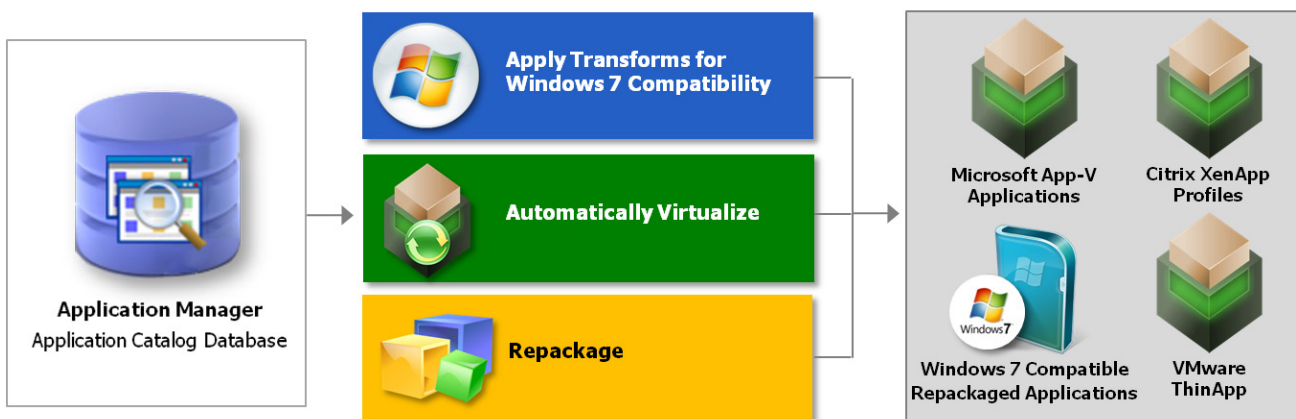 Application Manager
Application Catalog Database
Apply Transforms for
Windows 7 Compatibility
Automatically Virtualize
Repackage
Microsoft App-V
Applications
Citrix XenApp
Profiles
Windows 7
Windows 7 Compatible
Repackaged Applications
VMware
ThinApp